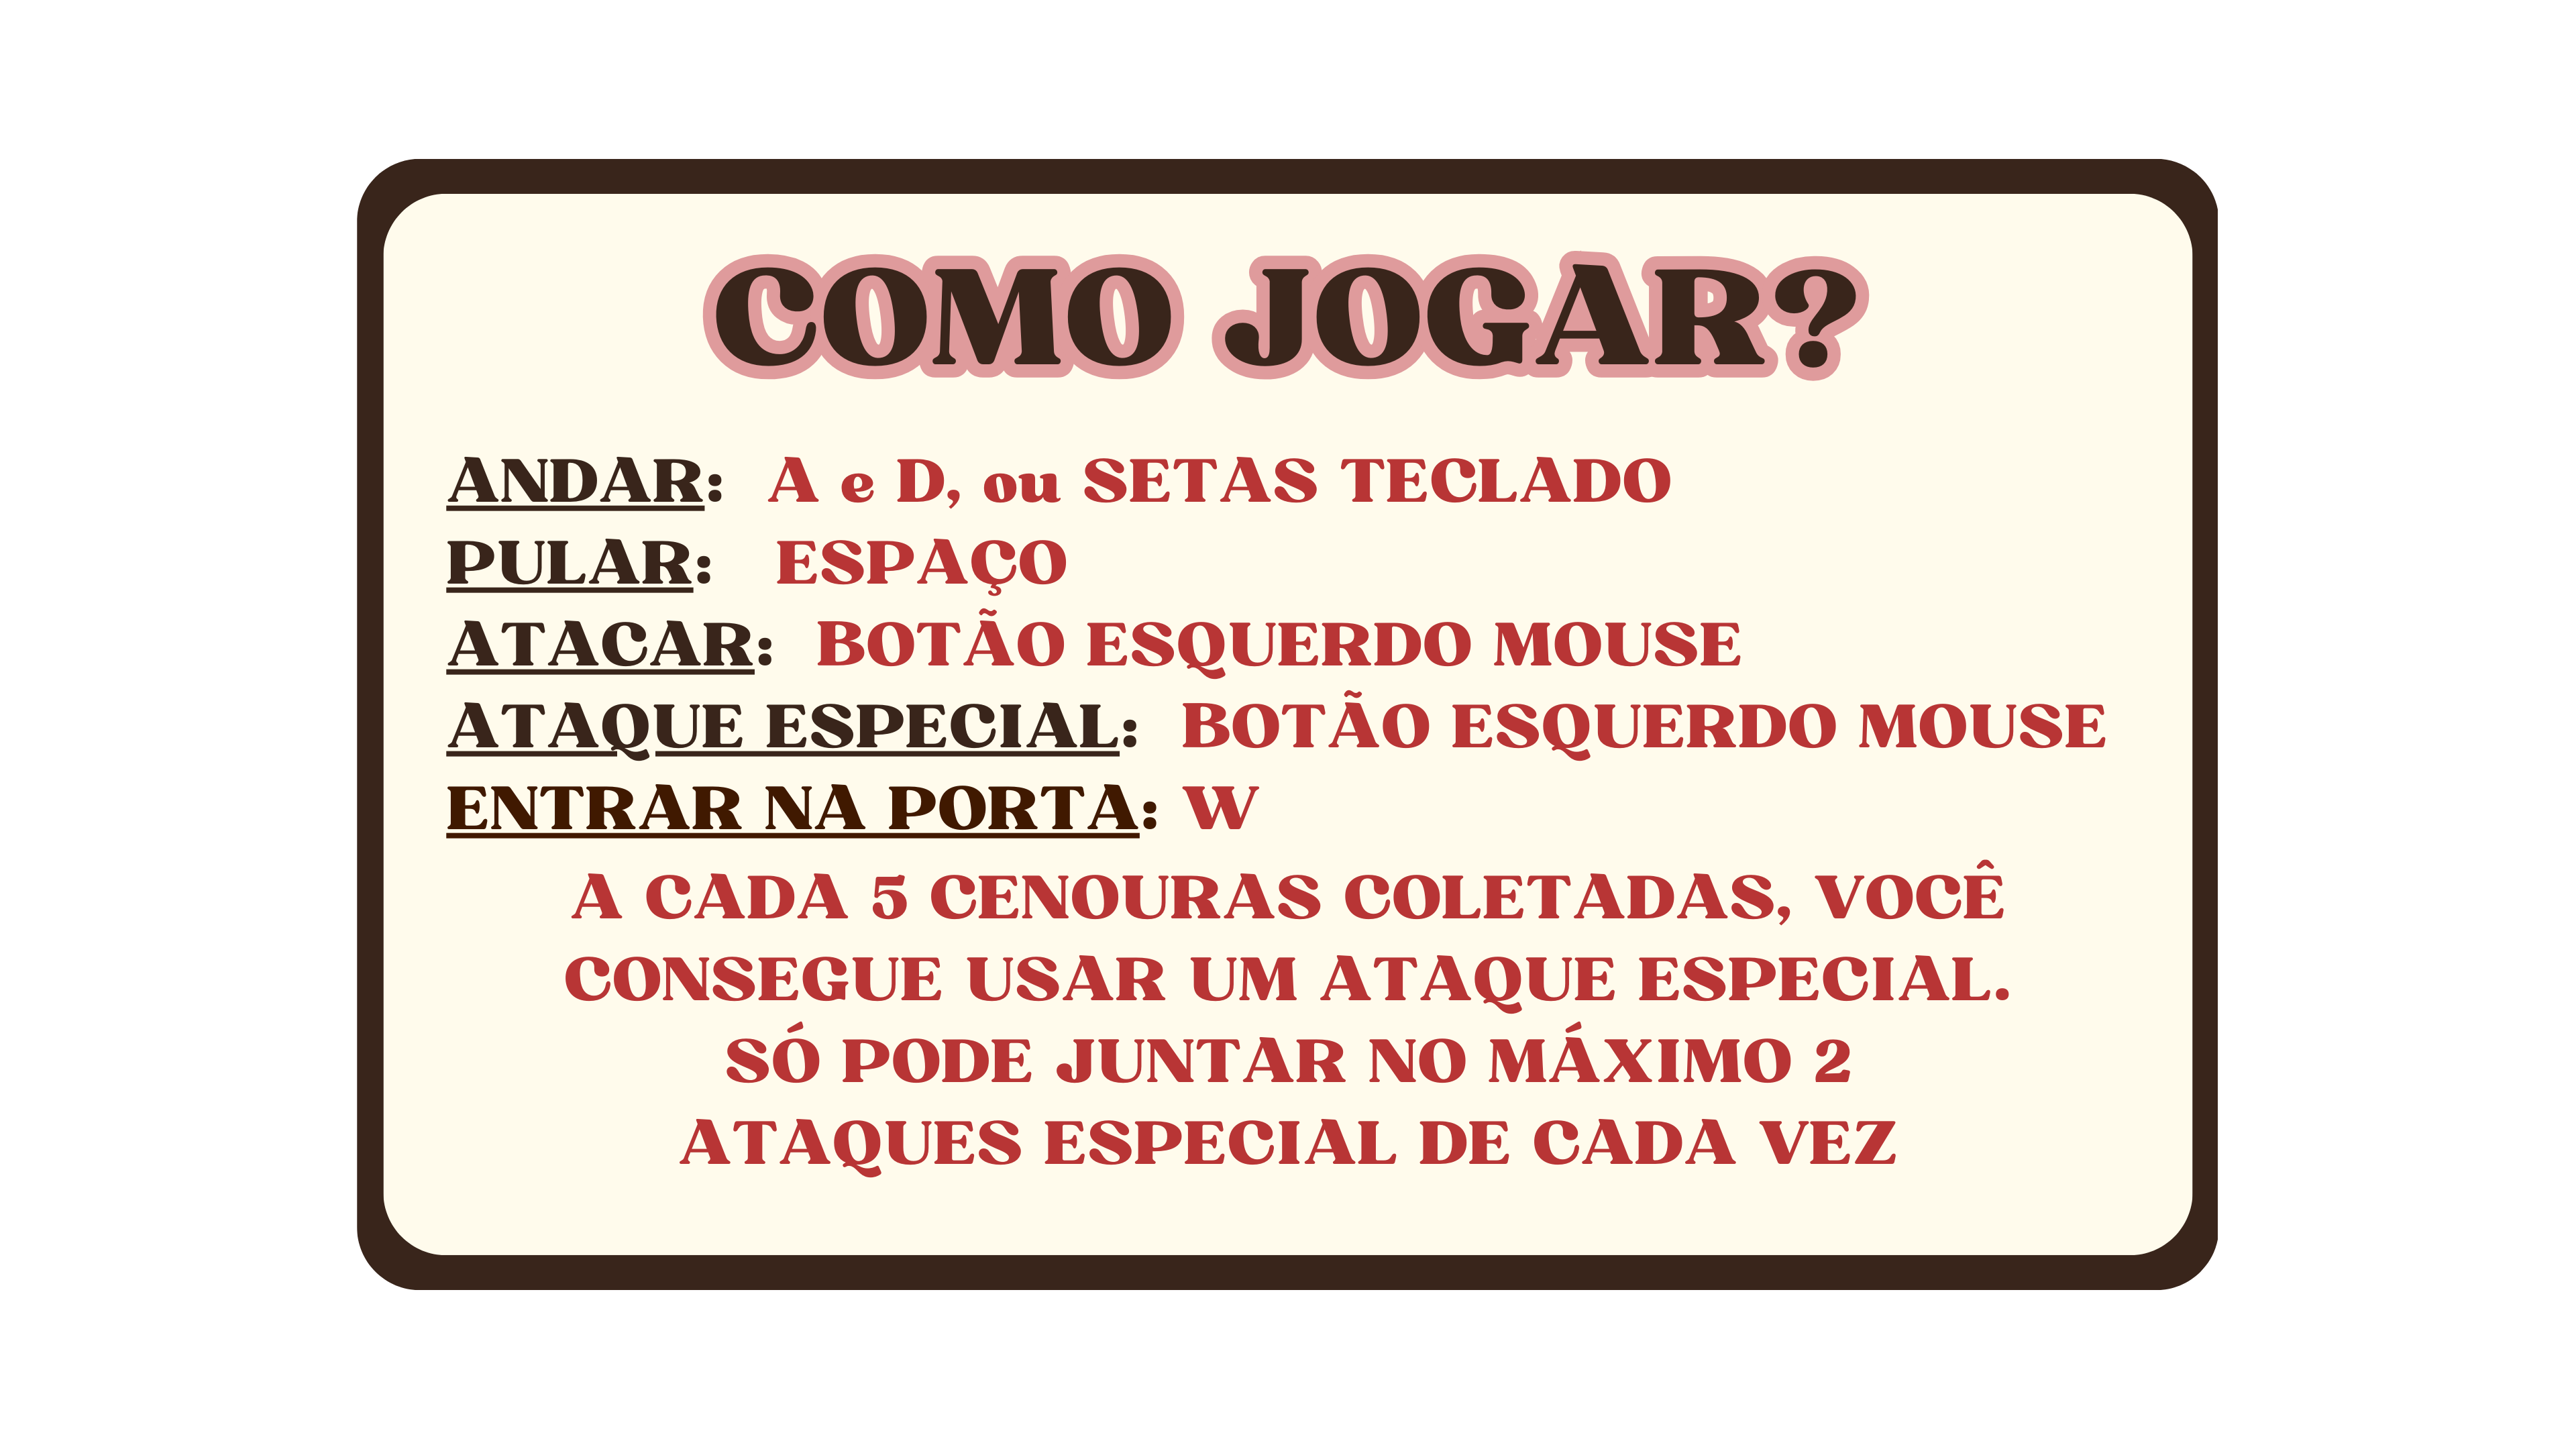 COMO JOGAR?
ANDAR: A e D, ou SETAS TECLADO
PULAR: ESPAÇO
ATACAR: BOTÃO ESQUERDO MOUSE
ATAQUE ESPECIAL: BOTÃO ESQUERDO MOUSE
ENTRAR NA PORTA: W
A CADA 5 CENOURAS COLETADAS, VOCÊ
CONSEGUE USAR UM ATAQUE ESPECIAL.
SÓ PODE JUNTAR NO MÁXIMO 2
ATAQUES ESPECIAL DE CADA VEZ